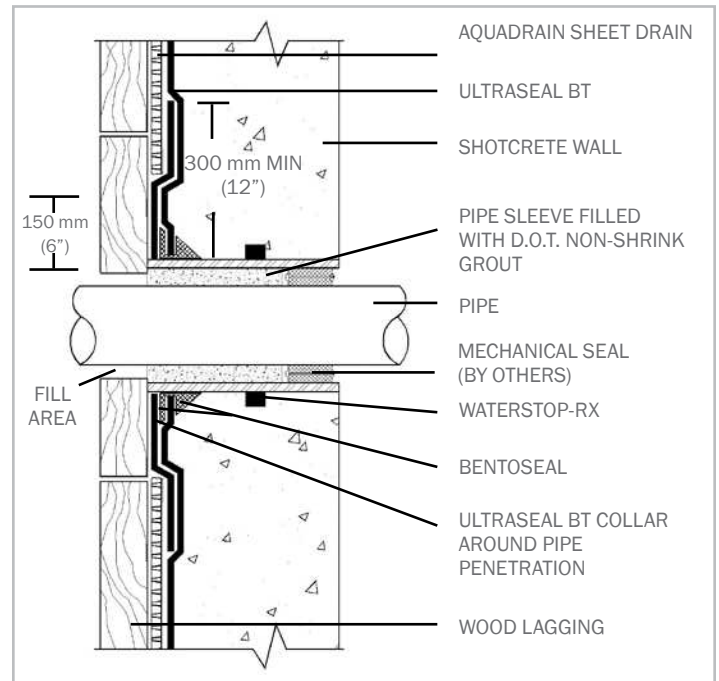 AQUADRAIN SHEET DRAIN
ULTRASEAL BT
SHOTCRETE WALL
300 mm MIN
(12”)
150 mm
(6”)
PIPE SLEEVE FILLED
WITH D.O.T. NON-SHRINK
GROUT
PIPE
MECHANICAL SEAL
(BY OTHERS)
FILL
AREA
WATERSTOP-RX
BENTOSEAL
ULTRASEAL BT COLLAR
AROUND PIPE
PENETRATION
WOOD LAGGING